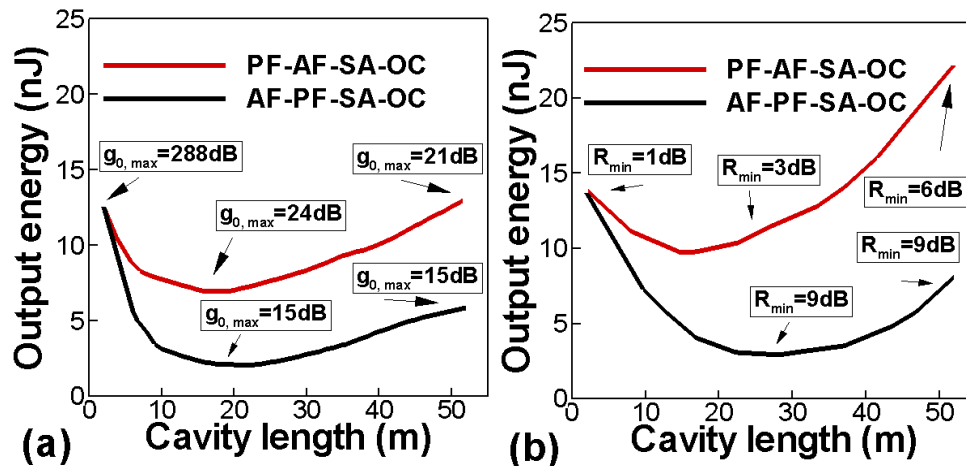 25
20
15
10
5
0
Output energy (nJ)
PF-AF-SA-OC
AF-PF-SA-OC
g0, max=288dB
g0, max=21dB
g0, max=24dB
g0, max=15dB
g0, max=15dB
0 10 20 30 40 50
Cavity length (m)
(a)
25
20
15
10
5
0
Output energy (nJ)
PF-AF-SA-OC
AF-PF-SA-OC
Rmin=1dB
Rmin=3dB
Rmin=6dB
Rmin=9dB
Rmin=9dB
0 10 20 30 40 50
Cavity length (m)
(b)